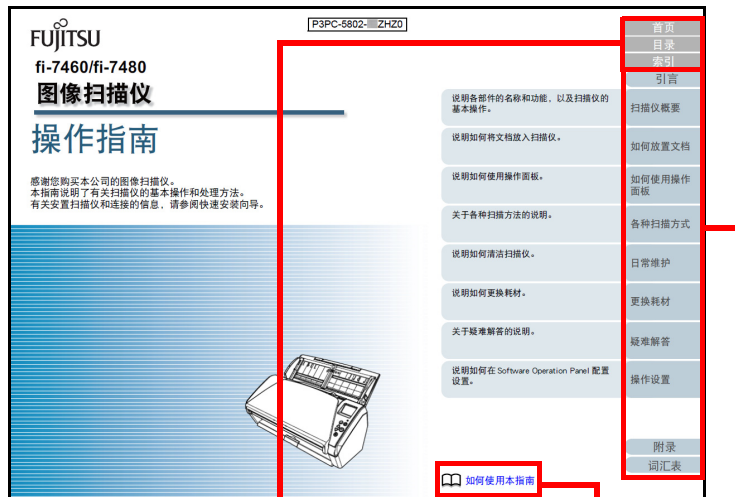 P3PC-5802- ZHZ0
FUJITSU
fi-7460/fi-7480
图像扫描仪
操作指南
感谢您购买本公司的图像扫描仪。
本指南说明了有关扫描仪的基本操作和处理方法。
有关安置扫描仪和连接的信息，请参阅快速安装向导。
首页
目录
索引
引言
说明各部件的名称和功能，以及扫描仪的
基本操作。
扫描仪概要
说明如何将文档放入扫描仪。
如何放置文档
说明如何使用操作面板。
如何使用操作
面板
关于各种扫描方法的说明。
各种扫描方式
说明如何清洁扫描仪。
日常维护
说明如何更换耗材。
更换耗材
关于疑难解答的说明。
疑难解答
说明如何在 Software Operation Panel 配置
设置。
操作设置
附录
词汇表
如何使用本指南